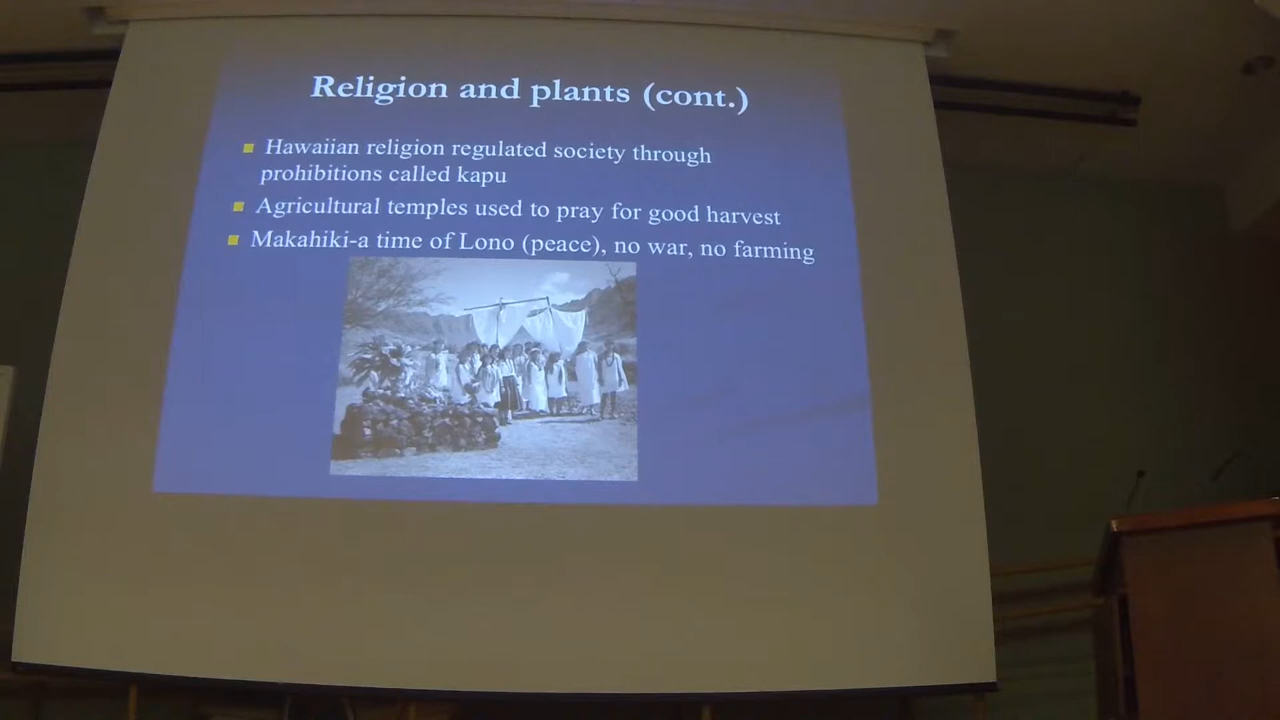 Religion and plants (cont.)
Hawaiian religion regulated society through
prohibitions called kapu
Agricultural temples used to pray for good harvest
Makahiki-a time of Lono (peace), no war, no farming